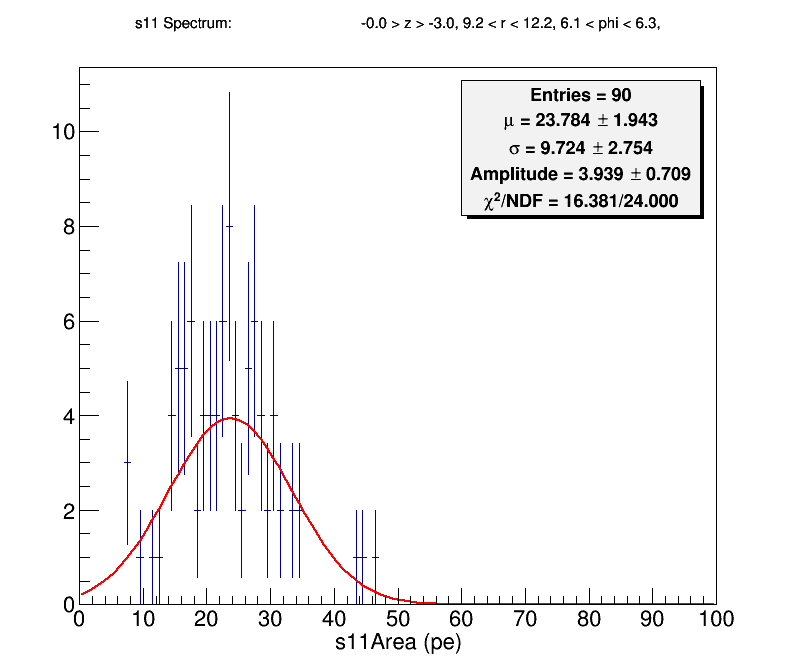 s11 Spectrum: -0.0 > z > -3.0, 9.2 < r < 12.2, 6.1 < phi < 6.3,
Entries = 90
μ = 23.784 ± 1.943
σ = 9.724 ± 2.754
Amplitude = 3.939 ± 0.709
χ²/NDF = 16.381/24.000
10
8
6
4
2
0
0 10 20 30 40 50 60 70 80 90 100
s11Area (pe)